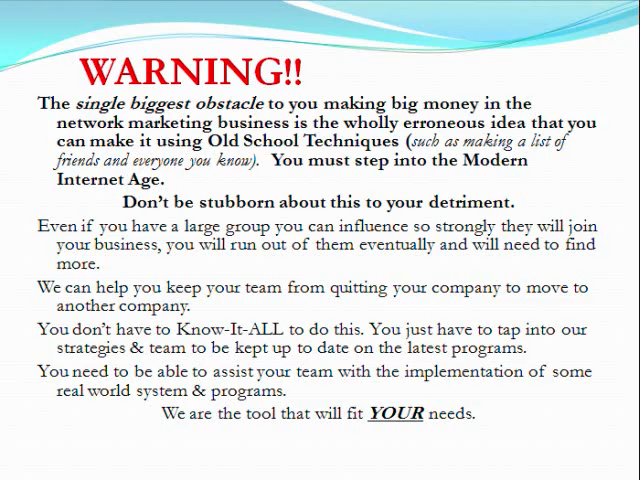 WARNING!!
The single biggest obstacle to you making big money in the
network marketing business is the wholly erroneous idea that you
can make it using Old School Techniques (such as making a list of
friends and everyone you know). You must step into the Modern
Internet Age.
Don't be stubborn about this to your detriment.
Even if you have a large group you can influence so strongly they will join
your business, you will run out of them eventually and will need to find
more.
We can help you keep your team from quitting your company to move to
another company.
You don't have to Know-It-ALL to do this. You just have to tap into our
strategies & team to be kept up to date on the latest programs.
You need to be able to assist your team with the implementation of some
real world system & programs.
We are the tool that will fit YOUR needs.